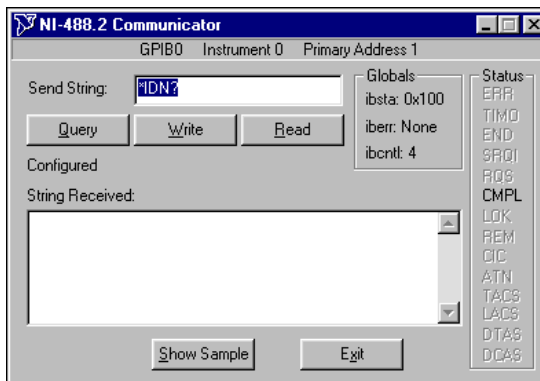 NI-488.2 Communicator
GPIB0 Instrument 0 Primary Address 1
Send String:
*IDN?
Query Write Read
Configured
String Received:
Globals
ibsta: 0x100
iberr: None
ibcntl: 4
Status
ERR
TIMO
END
SRQI
RQS
CMPL
LOK
REM
CIC
ATN
TACS
LACS
DTAS
DCAS
Show Sample Exit